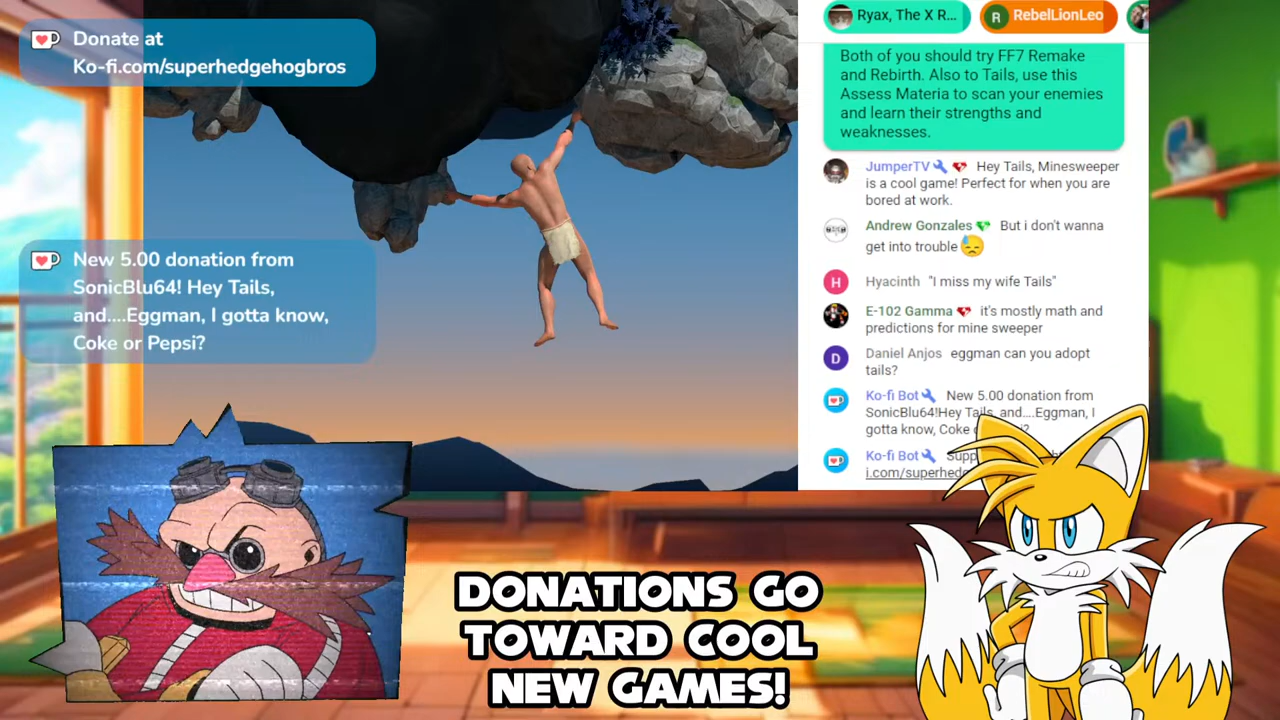 Donate at
Ko-fi.com/superhedgehogbros
New 5.00 donation from
SonicBlu64! Hey Tails,
and....Eggman, I gotta know,
Coke or Pepsi?
Ryax, The X R...
R RebelLionLeo
Both of you should try FF7 Remake
and Rebirth. Also to Tails, use this
Assess Materia to scan your enemies
and learn their strengths and
weaknesses.
JumperTV Hey Tails, Minesweeper
is a cool game! Perfect for when you are
bored at work.
Andrew Gonzales But i don't wanna
get into trouble
H Hyacinth "I miss my wife Tails"
E-102 Gamma it's mostly math and
predictions for mine sweeper
D Daniel Anjos eggman can you adopt
tails?
Ko-fi Bot New 5.00 donation from
SonicBlu64!Hey Tails, and....Eggman, I
gotta know, Coke
Ko-fi Bot
DONATIONS GO
TOWARD COOL
NEW GAMES!